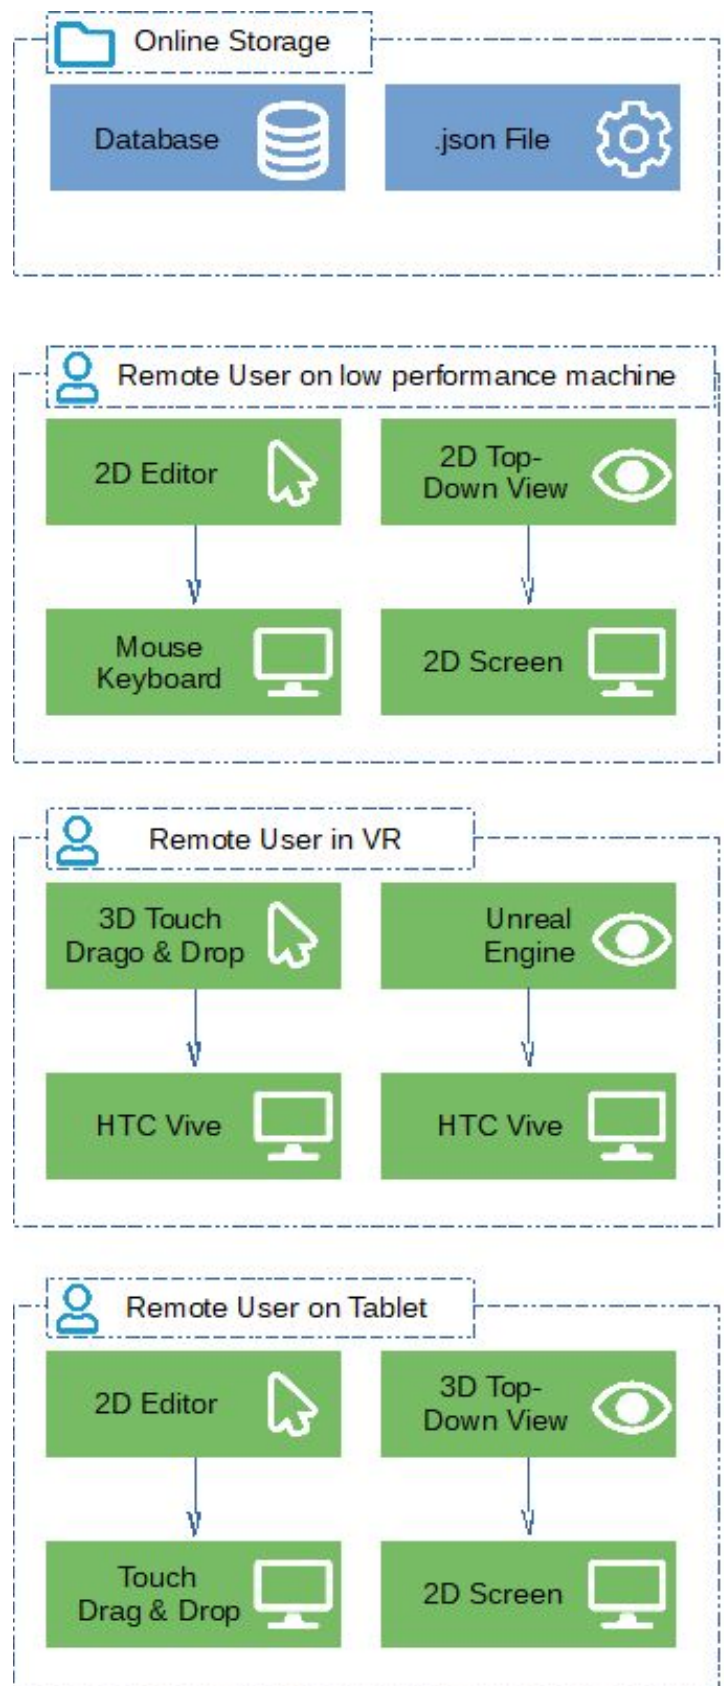 Online Storage
Database
.json File
Remote User on low performance machine
2D Editor
2D Top-
Down View
Mouse
Keyboard
2D Screen
Remote User in VR
3D Touch
Drago & Drop
Unreal
Engine
HTC Vive
HTC Vive
Remote User on Tablet
2D Editor
3D Top-
Down View
Touch
Drag & Drop
2D Screen